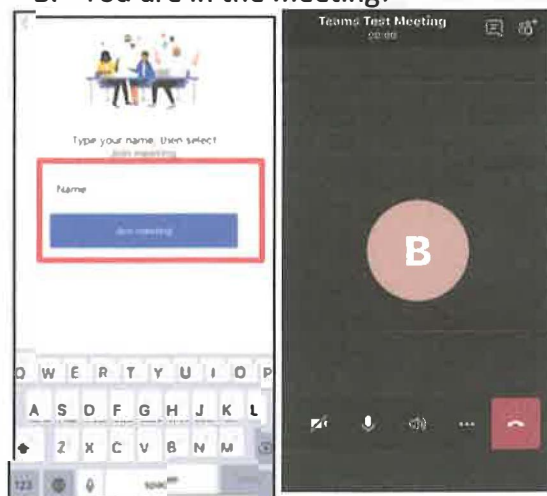 B. You are in the meeting!
Type your name, then select
Join meeting
Name
Join meeting
Q W E R T Y U I O P
A S D F G H J K L
Z X C V B N M
123
space
Teams Test Meeting
00:00
B